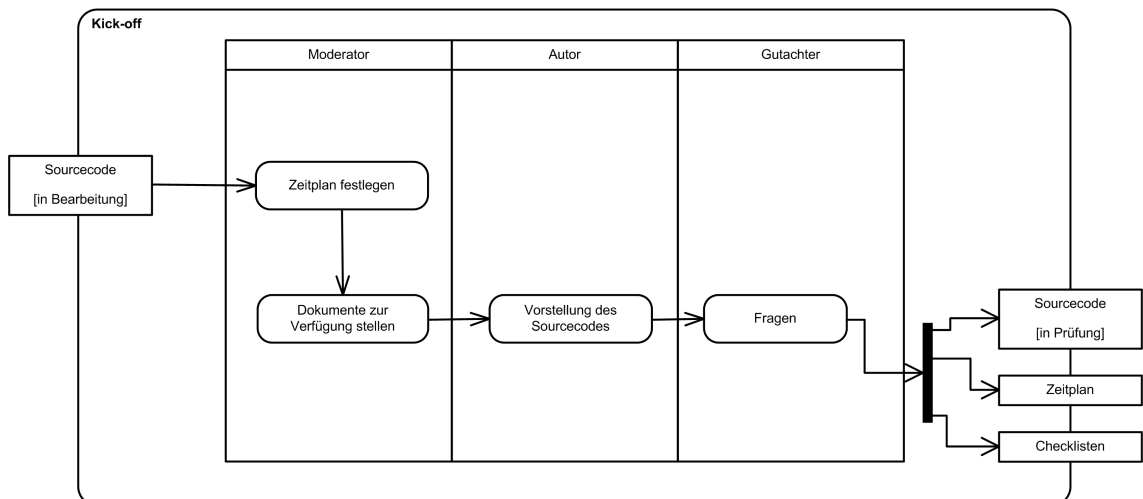 Kick-off
Moderator
Autor
Gutachter
Sourcecode
[in Bearbeitung]
Zeitplan festlegen
Dokumente zur
Verfügung stellen
Vorstellung des
Sourcecodes
Fragen
Sourcecode
[in Prüfung]
Zeitplan
Checklisten